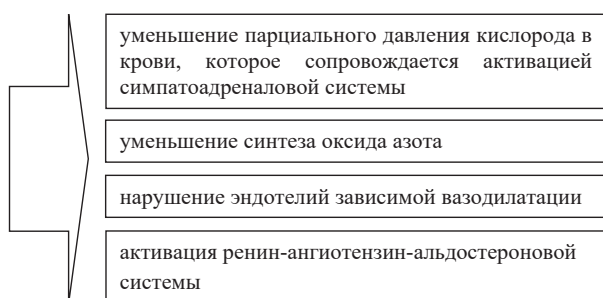 уменьшение парциального давления кислорода в
крови, которое сопровождается активацией
симпатоадреналовой системы
уменьшение синтеза оксида азота
нарушение эндотелий зависимой вазодилатации
активация ренин-ангиотензин-альдостероновой
системы